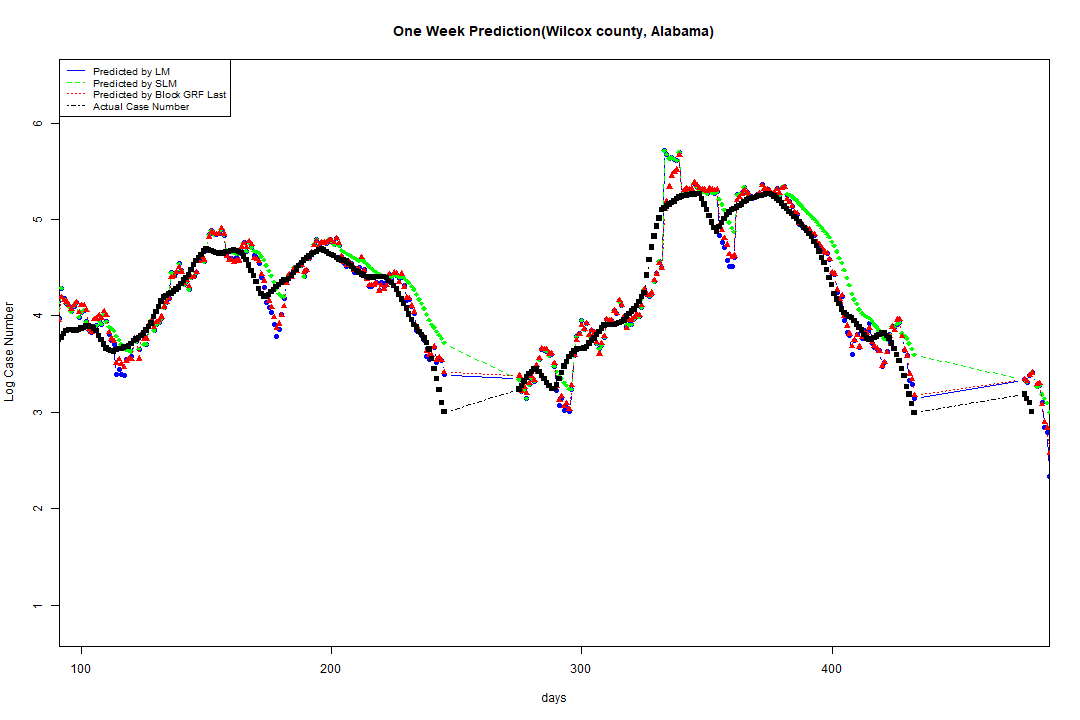 One Week Prediction(Wilcox county, Alabama)
Predicted by LM
Predicted by SLM
Predicted by Block GRF Last
Actual Case Number
6
5
4
3
2
1
Log Case Number
100 200 300 400
days